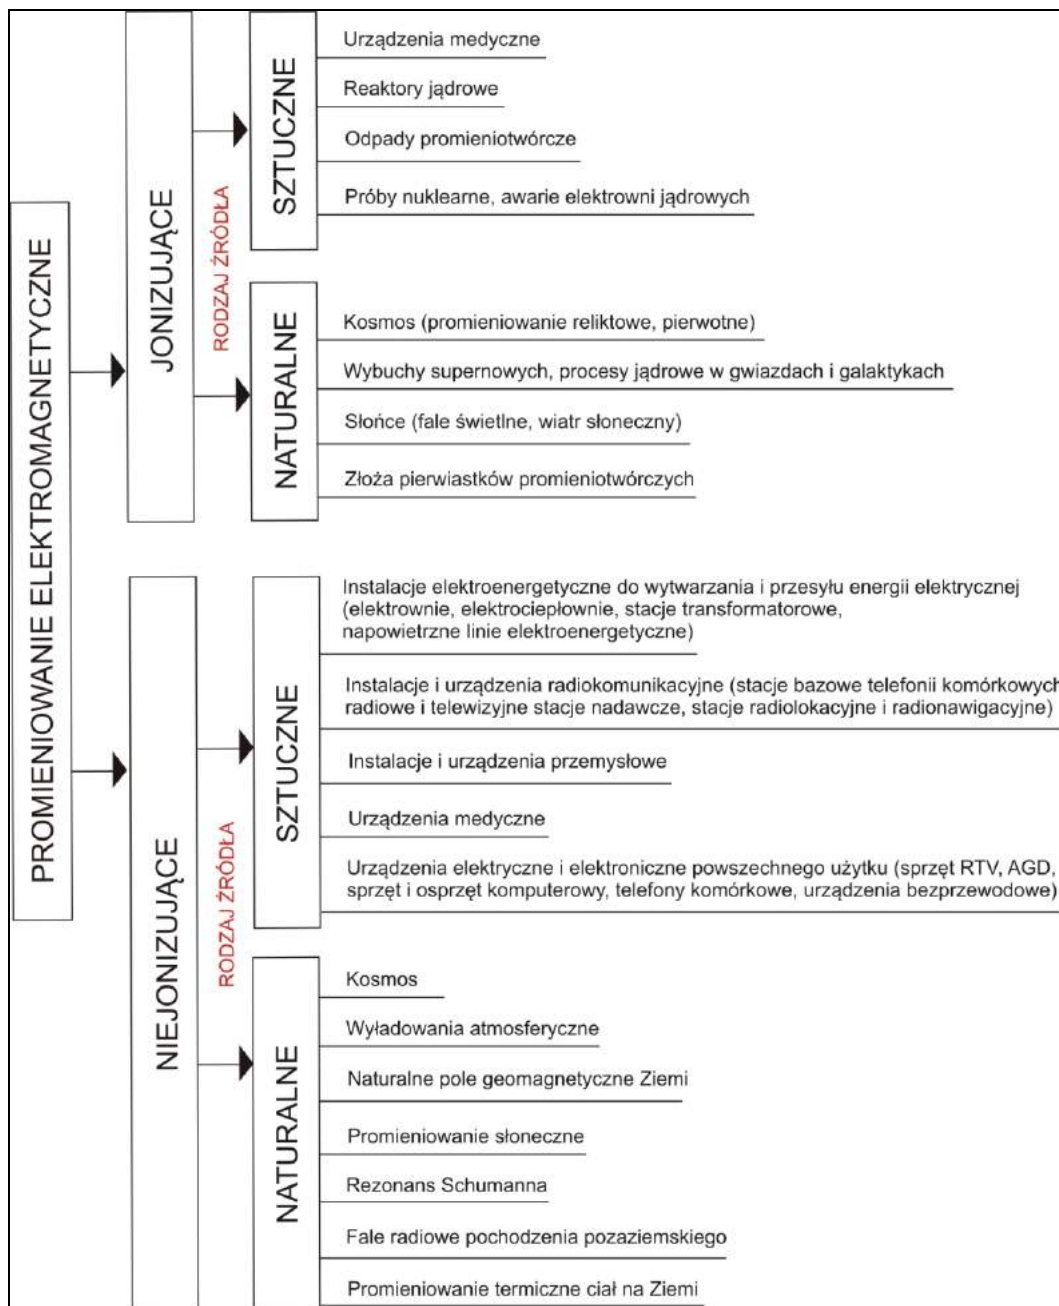 PROMIENIOWANIE ELEKTROMAGNETYCZNE
JONIZUJĄCE
RODZAJ ŹRÓDŁA
SZTUCZNE
Urządzenia medyczne
Reaktory jądrowe
Odpady promieniotwórcze
Próby nuklearne, awarie elektrowni jądrowych
NATURALNE
Kosmos (promieniowanie reliktowe, pierwotne)
Wybuchy supernowych, procesy jądrowe w gwiazdach i galaktykach
Słońce (fale świetlne, wiatr słoneczny)
Złoża pierwiastków promieniotwórczych
NIEJONIZUJĄCE
RODZAJ ŹRÓDŁA
SZTUCZNE
Instalacje elektroenergetyczne do wytwarzania i przesyłu energii elektrycznej
(elektrownie, elektrociepłownie, stacje transformatorowe,
napowietrzne linie elektroenergetyczne)
Instalacje i urządzenia radiokomunikacyjne (stacje bazowe telefonii komórkowych
radiowe i telewizyjne stacje nadawcze, stacje radiolokacyjne i radionawigacyjne)
Instalacje i urządzenia przemysłowe
Urządzenia medyczne
Urządzenia elektryczne i elektroniczne powszechnego użytku (sprzęt RTV, AGD,
sprzęt i osprzęt komputerowy, telefony komórkowe, urządzenia bezprzewodowe)
NATURALNE
Kosmos
Wyładowania atmosferyczne
Naturalne pole geomagnetyczne Ziemi
Promieniowanie słoneczne
Rezonans Schumanna
Fale radiowe pochodzenia pozaziemskiego
Promieniowanie termiczne ciał na Ziemi